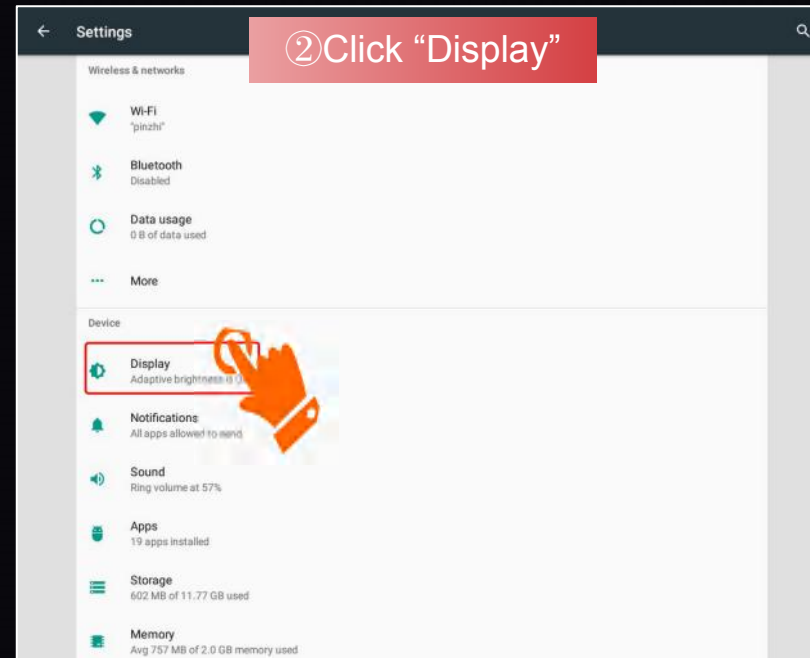 Settings
②Click “Display”
Wireless & networks
Wi-Fi
"pinzhi"
Bluetooth
Disabled
Data usage
0 B of data used
More
Device
Display
Adaptive brightness is
Notifications
All apps allowed to send
Sound
Ring volume at 57%
Apps
19 apps installed
Storage
602 MB of 11.77 GB used
Memory
Avg 757 MB of 2.0 GB memory used